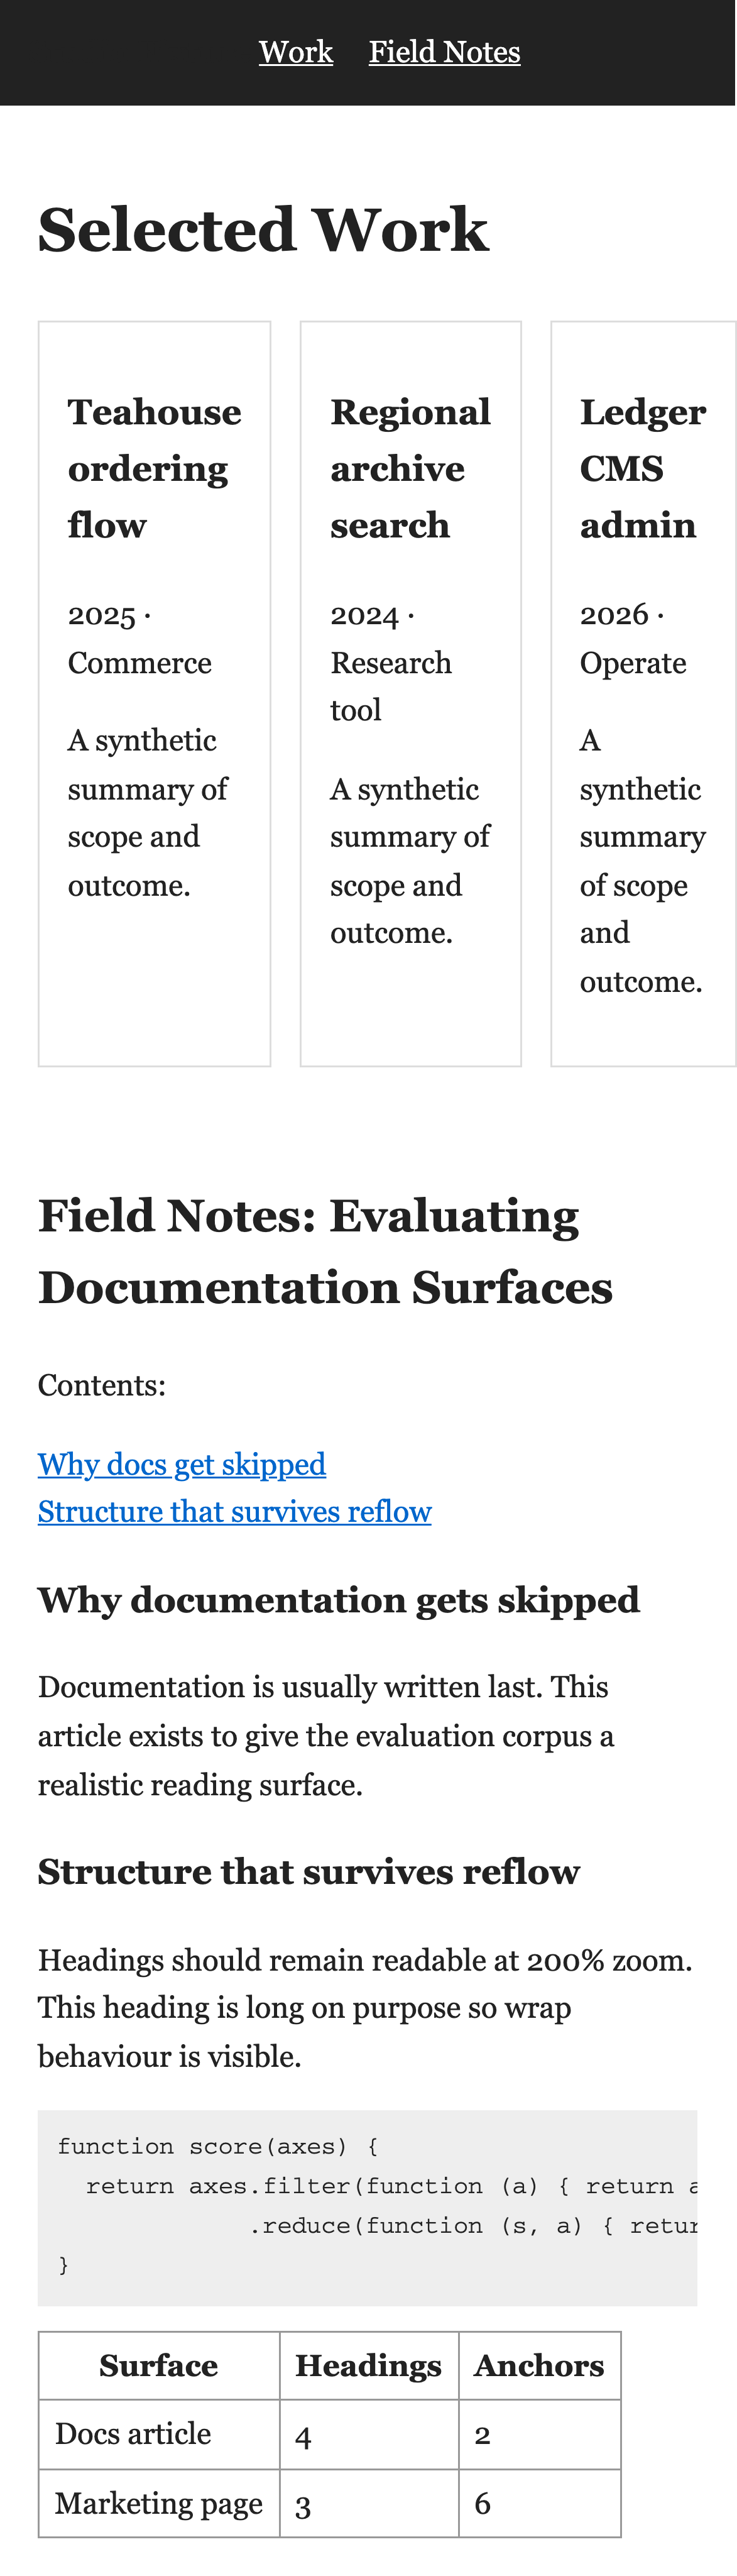 Work Field Notes
Selected Work
Teahouse
ordering
flow
2025 ·
Commerce
A synthetic
summary of
scope and
outcome.
Regional
archive
search
2024 ·
Research
tool
A synthetic
summary of
scope and
outcome.
Ledger
CMS
admin
2026 ·
Operate
A
synthetic
summary
of scope
and
outcome.
Field Notes: Evaluating
Documentation Surfaces
Contents:
Why docs get skipped
Structure that survives reflow
Why documentation gets skipped
Documentation is usually written last. This
article exists to give the evaluation corpus a
realistic reading surface.
Structure that survives reflow
Headings should remain readable at 200% zoom.
This heading is long on purpose so wrap
behaviour is visible.
function score(axes) {
  return axes.filter(function (a) { return a
             .reduce(function (s, a) { retur
}
Surface Headings Anchors
Docs article 4 2
Marketing page 3 6